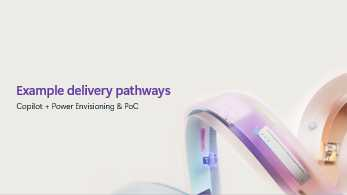 Example delivery pathways
Copilot + Power Envisioning & PoC